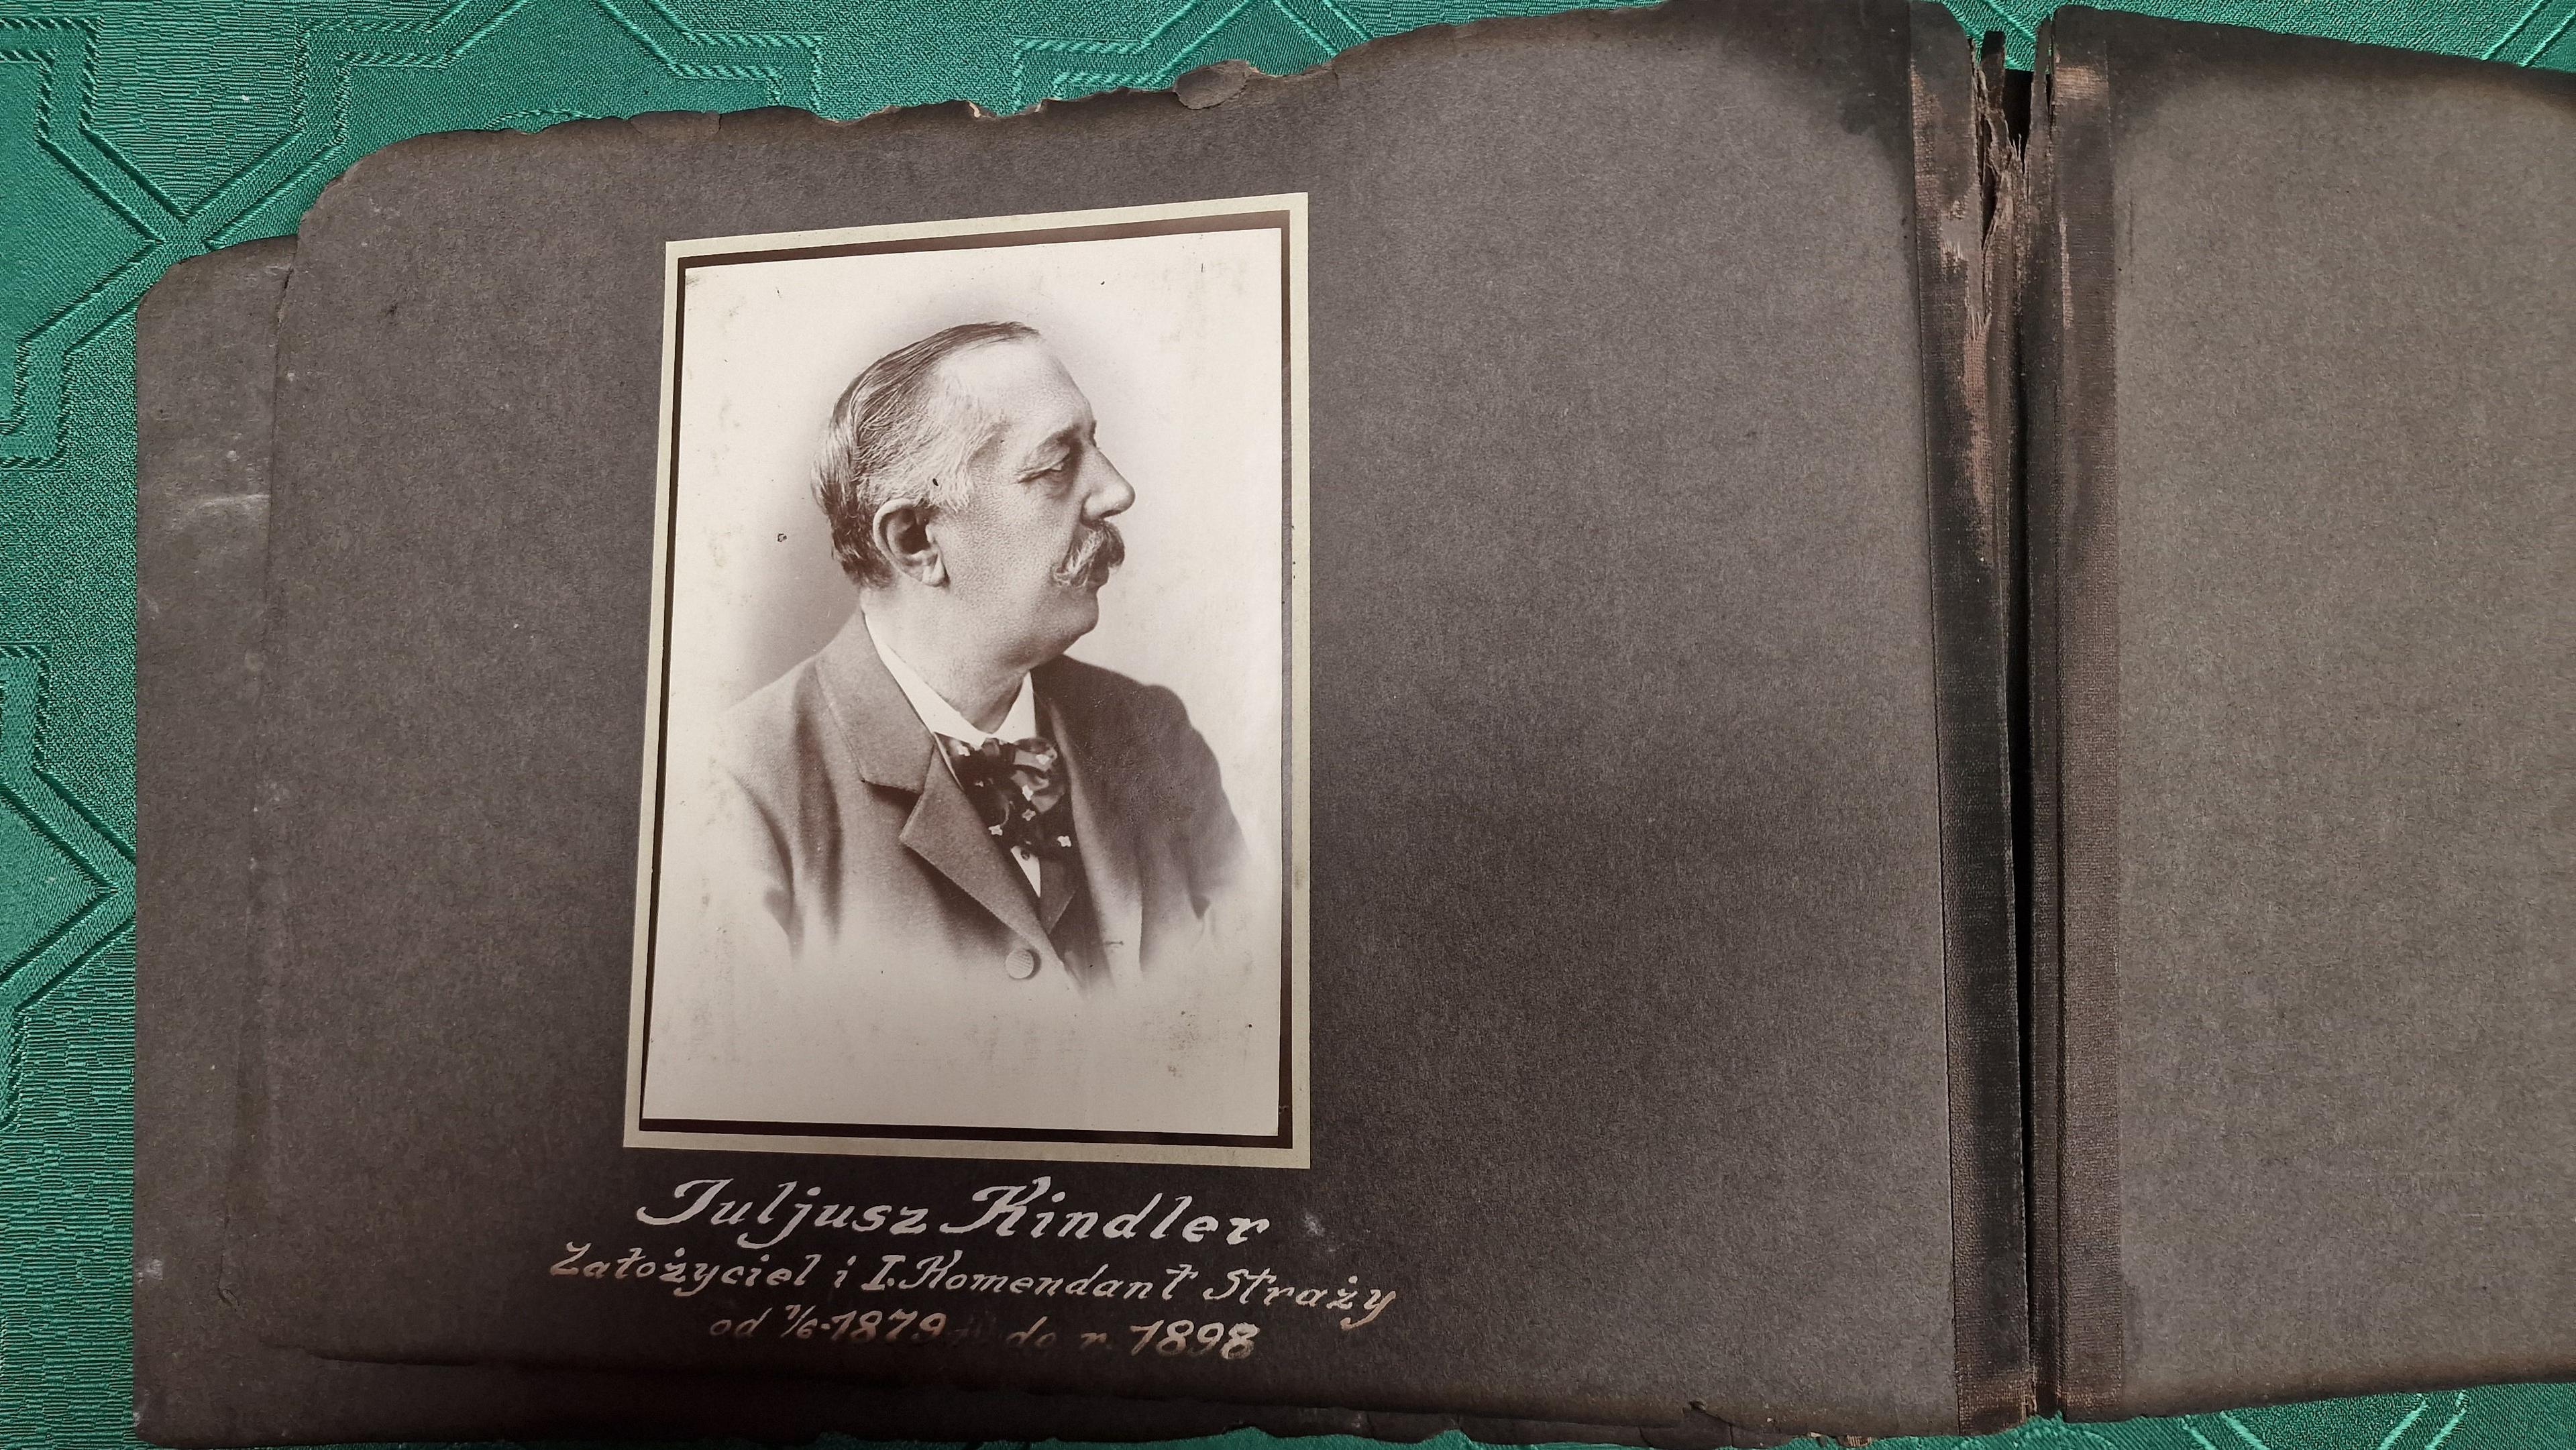 Juljusz Kindler
Założyciel i I. Komendant Straży
od 1/6-1879 do r. 1898